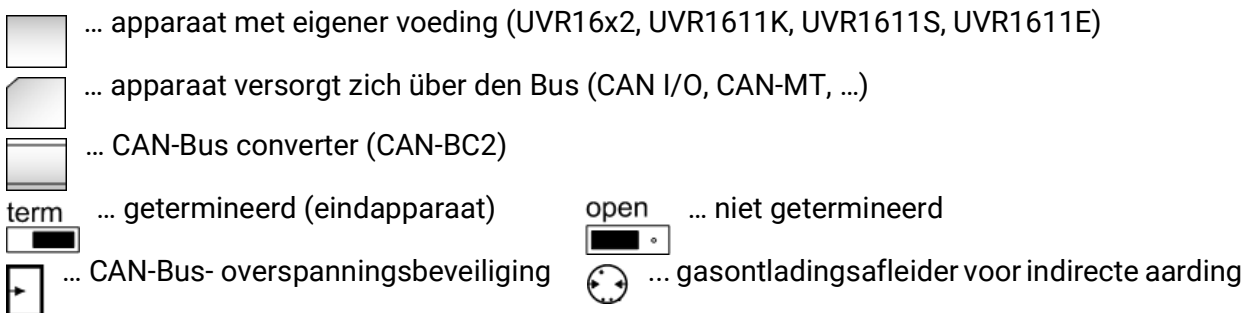 … apparaat met eigener voeding (UVR16x2, UVR1611K, UVR1611S, UVR1611E)
… apparaat versorgt zich über den Bus (CAN I/O, CAN-MT, …)
… CAN-Bus converter (CAN-BC2)
term … getermineerd (eindapparaat) open … niet getermineerd
… CAN-Bus- overspanningsbeveiliging ... gasontladingsafleider voor indirecte aarding